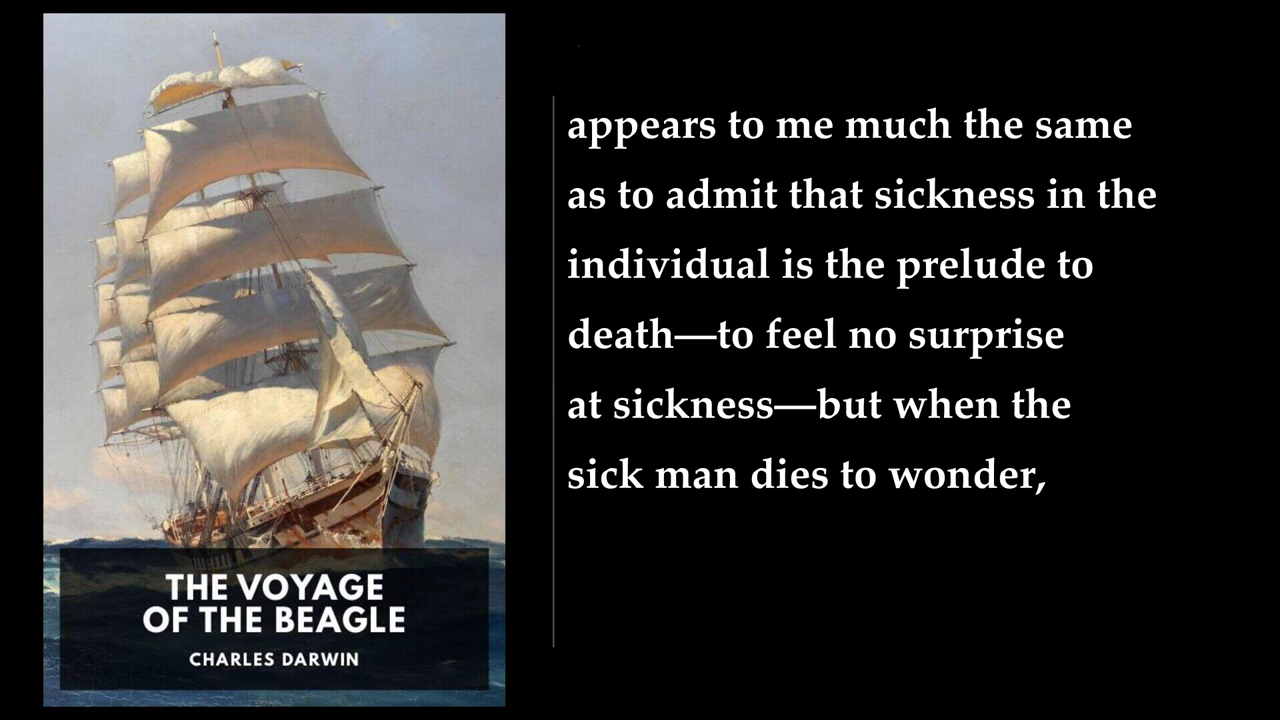 appears to me much the same
as to admit that sickness in the
individual is the prelude to
death—to feel no surprise
at sickness—but when the
sick man dies to wonder,
THE VOYAGE
OF THE BEAGLE
CHARLES DARWIN